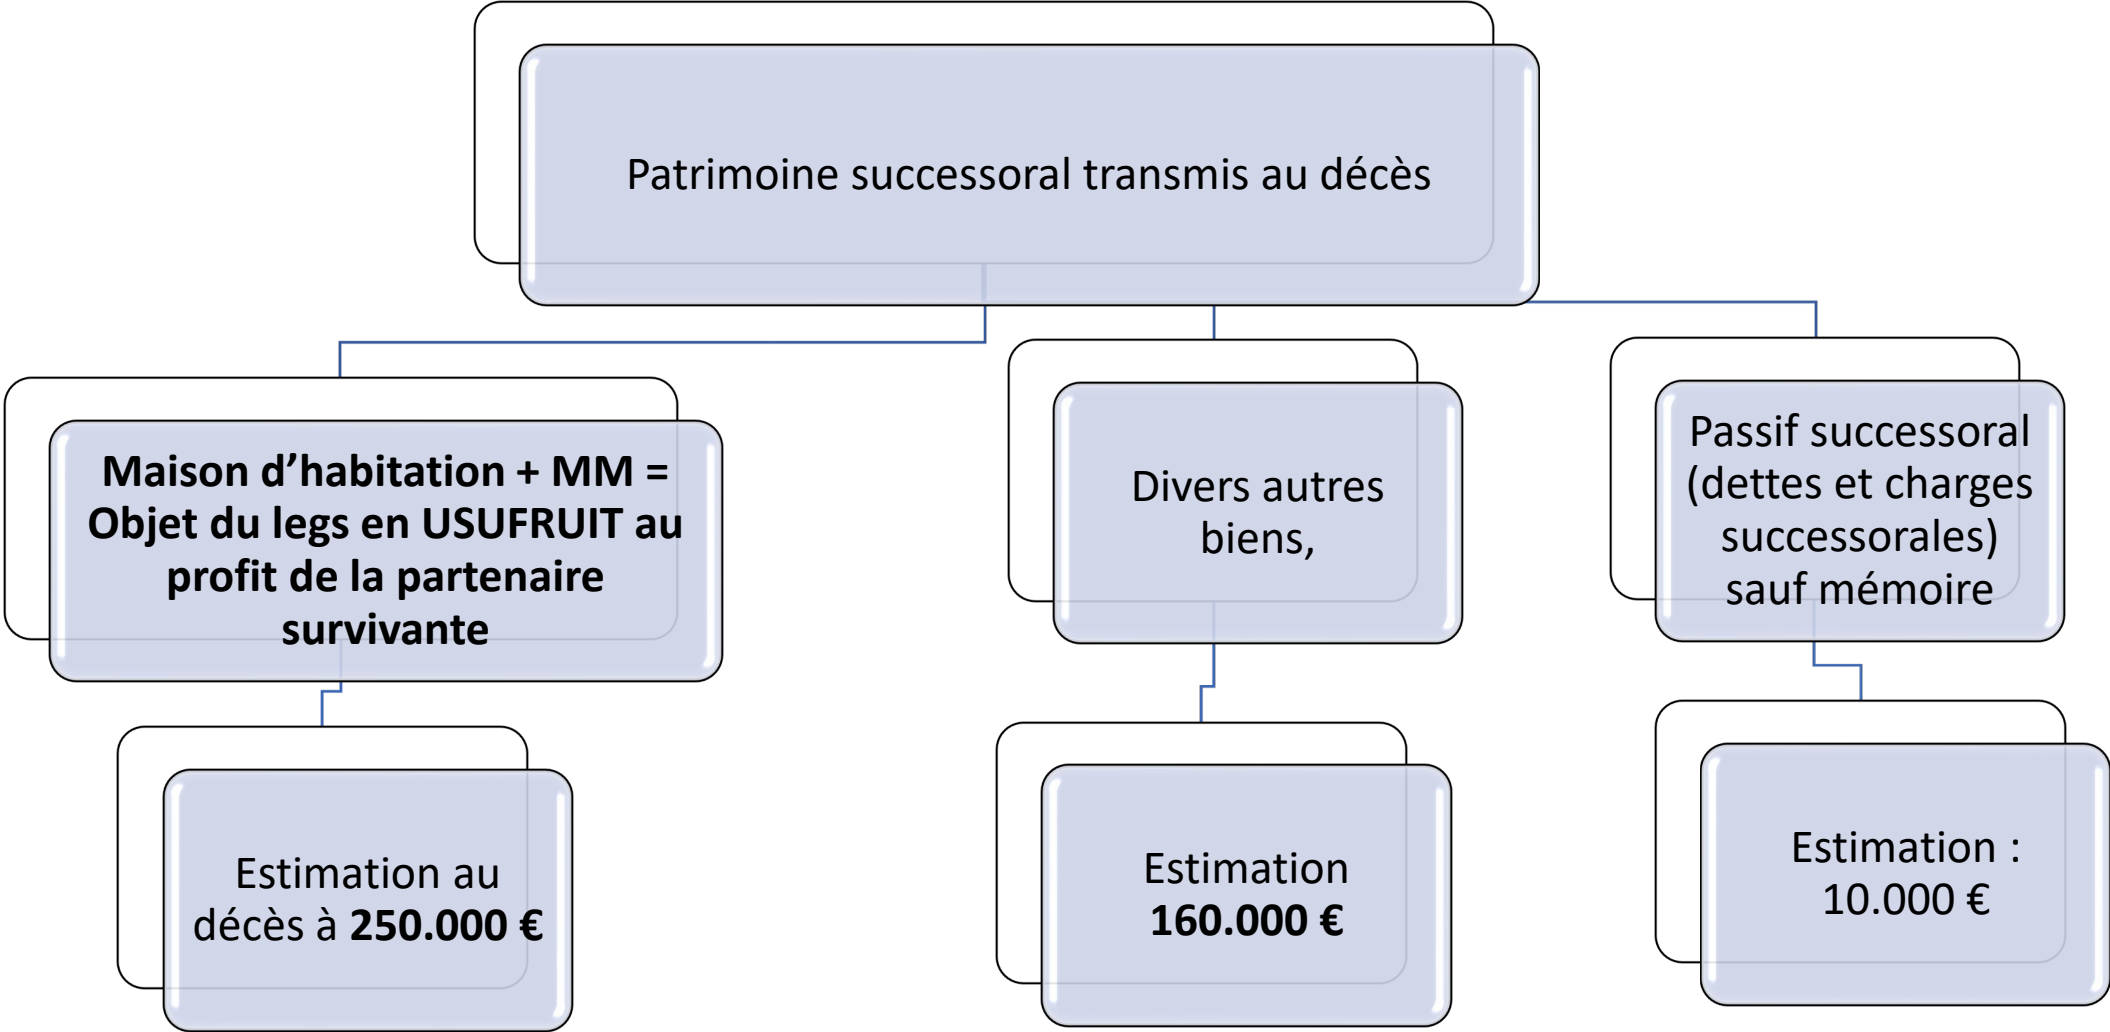 Patrimoine successoral transmis au décès
Maison d’habitation + MM =
Objet du legs en USUFRUIT au
profit de la partenaire
survivante
Divers autres
biens,
Passif successoral
(dettes et charges
successorales)
sauf mémoire
Estimation au
décès à 250.000 €
Estimation
160.000 €
Estimation :
10.000 €